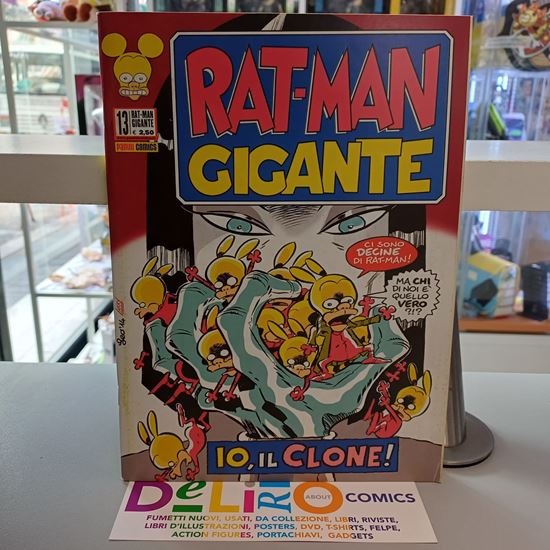 RAT-MAN
GIGANTE
13
RAT-MAN
GIGANTE
€ 2,50
PANINI COMICS
CI SONO
DECINE
DI RAT-MAN!
MA CHI
DI NOI E'
QUELLO
VERO
?!?
IO, IL CLONE!
DeLiRIO
ABOUT
COMICS
FUMETTI NUOVI, USATI, DA COLLEZIONE, LIBRI, RIVISTE,
LIBRI D'ILLUSTRAZIONI, POSTERS, DVD, T-SHIRTS, FELPE,
ACTION FIGURES, PORTACHIAVI, GADGETS